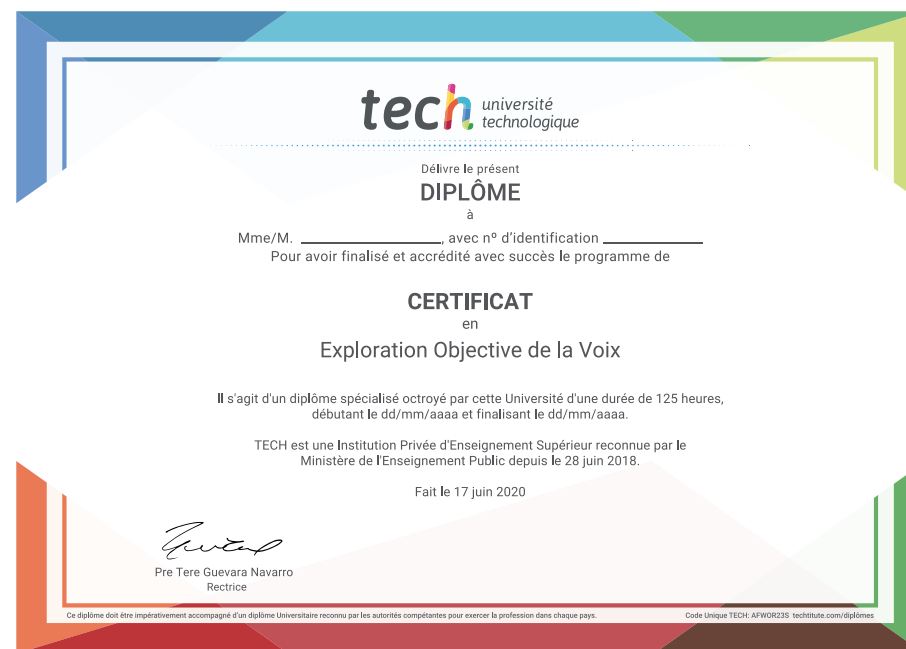 tech université
technologique
Délivre le présent
DIPLÔME
à
Mme/M. ____________________, avec nº d'identification ______________
Pour avoir finalisé et accrédité avec succès le programme de
CERTIFICAT
en
Exploration Objective de la Voix
Il s'agit d'un diplôme spécialisé octroyé par cette Université d'une durée de 125 heures,
débutant le dd/mm/aaaa et finalisant le dd/mm/aaaa.
TECH est une Institution Privée d'Enseignement Supérieur reconnue par le
Ministère de l'Enseignement Public depuis le 28 juin 2018.
Fait le 17 juin 2020
Pre Tere Guevara Navarro
Rectrice
Ce diplôme doit être impérativement accompagné d'un diplôme Universitaire reconnu par les autorités compétantes pour exercer la profession dans chaque pays. Code Unique TECH: AFWOR23S techtitute.com/diplômes